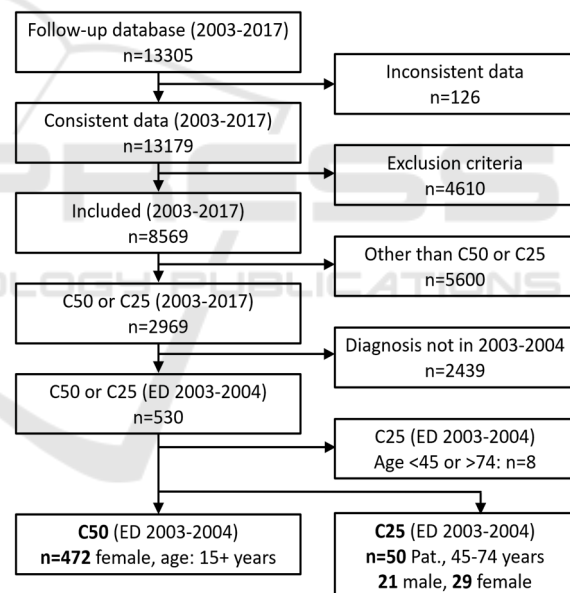 Follow-up database (2003-2017)
n=13305
Inconsistent data
n=126
Consistent data (2003-2017)
n=13179
Exclusion criteria
n=4610
Included (2003-2017)
n=8569
Other than C50 or C25
n=5600
C50 or C25 (2003-2017)
n=2969
Diagnosis not in 2003-2004
n=2439
C50 or C25 (ED 2003-2004)
n=530
C25 (ED 2003-2004)
Age <45 or >74: n=8
C50 (ED 2003-2004)
n=472 female, age: 15+ years
C25 (ED 2003-2004)
n=50 Pat., 45-74 years
21 male, 29 female